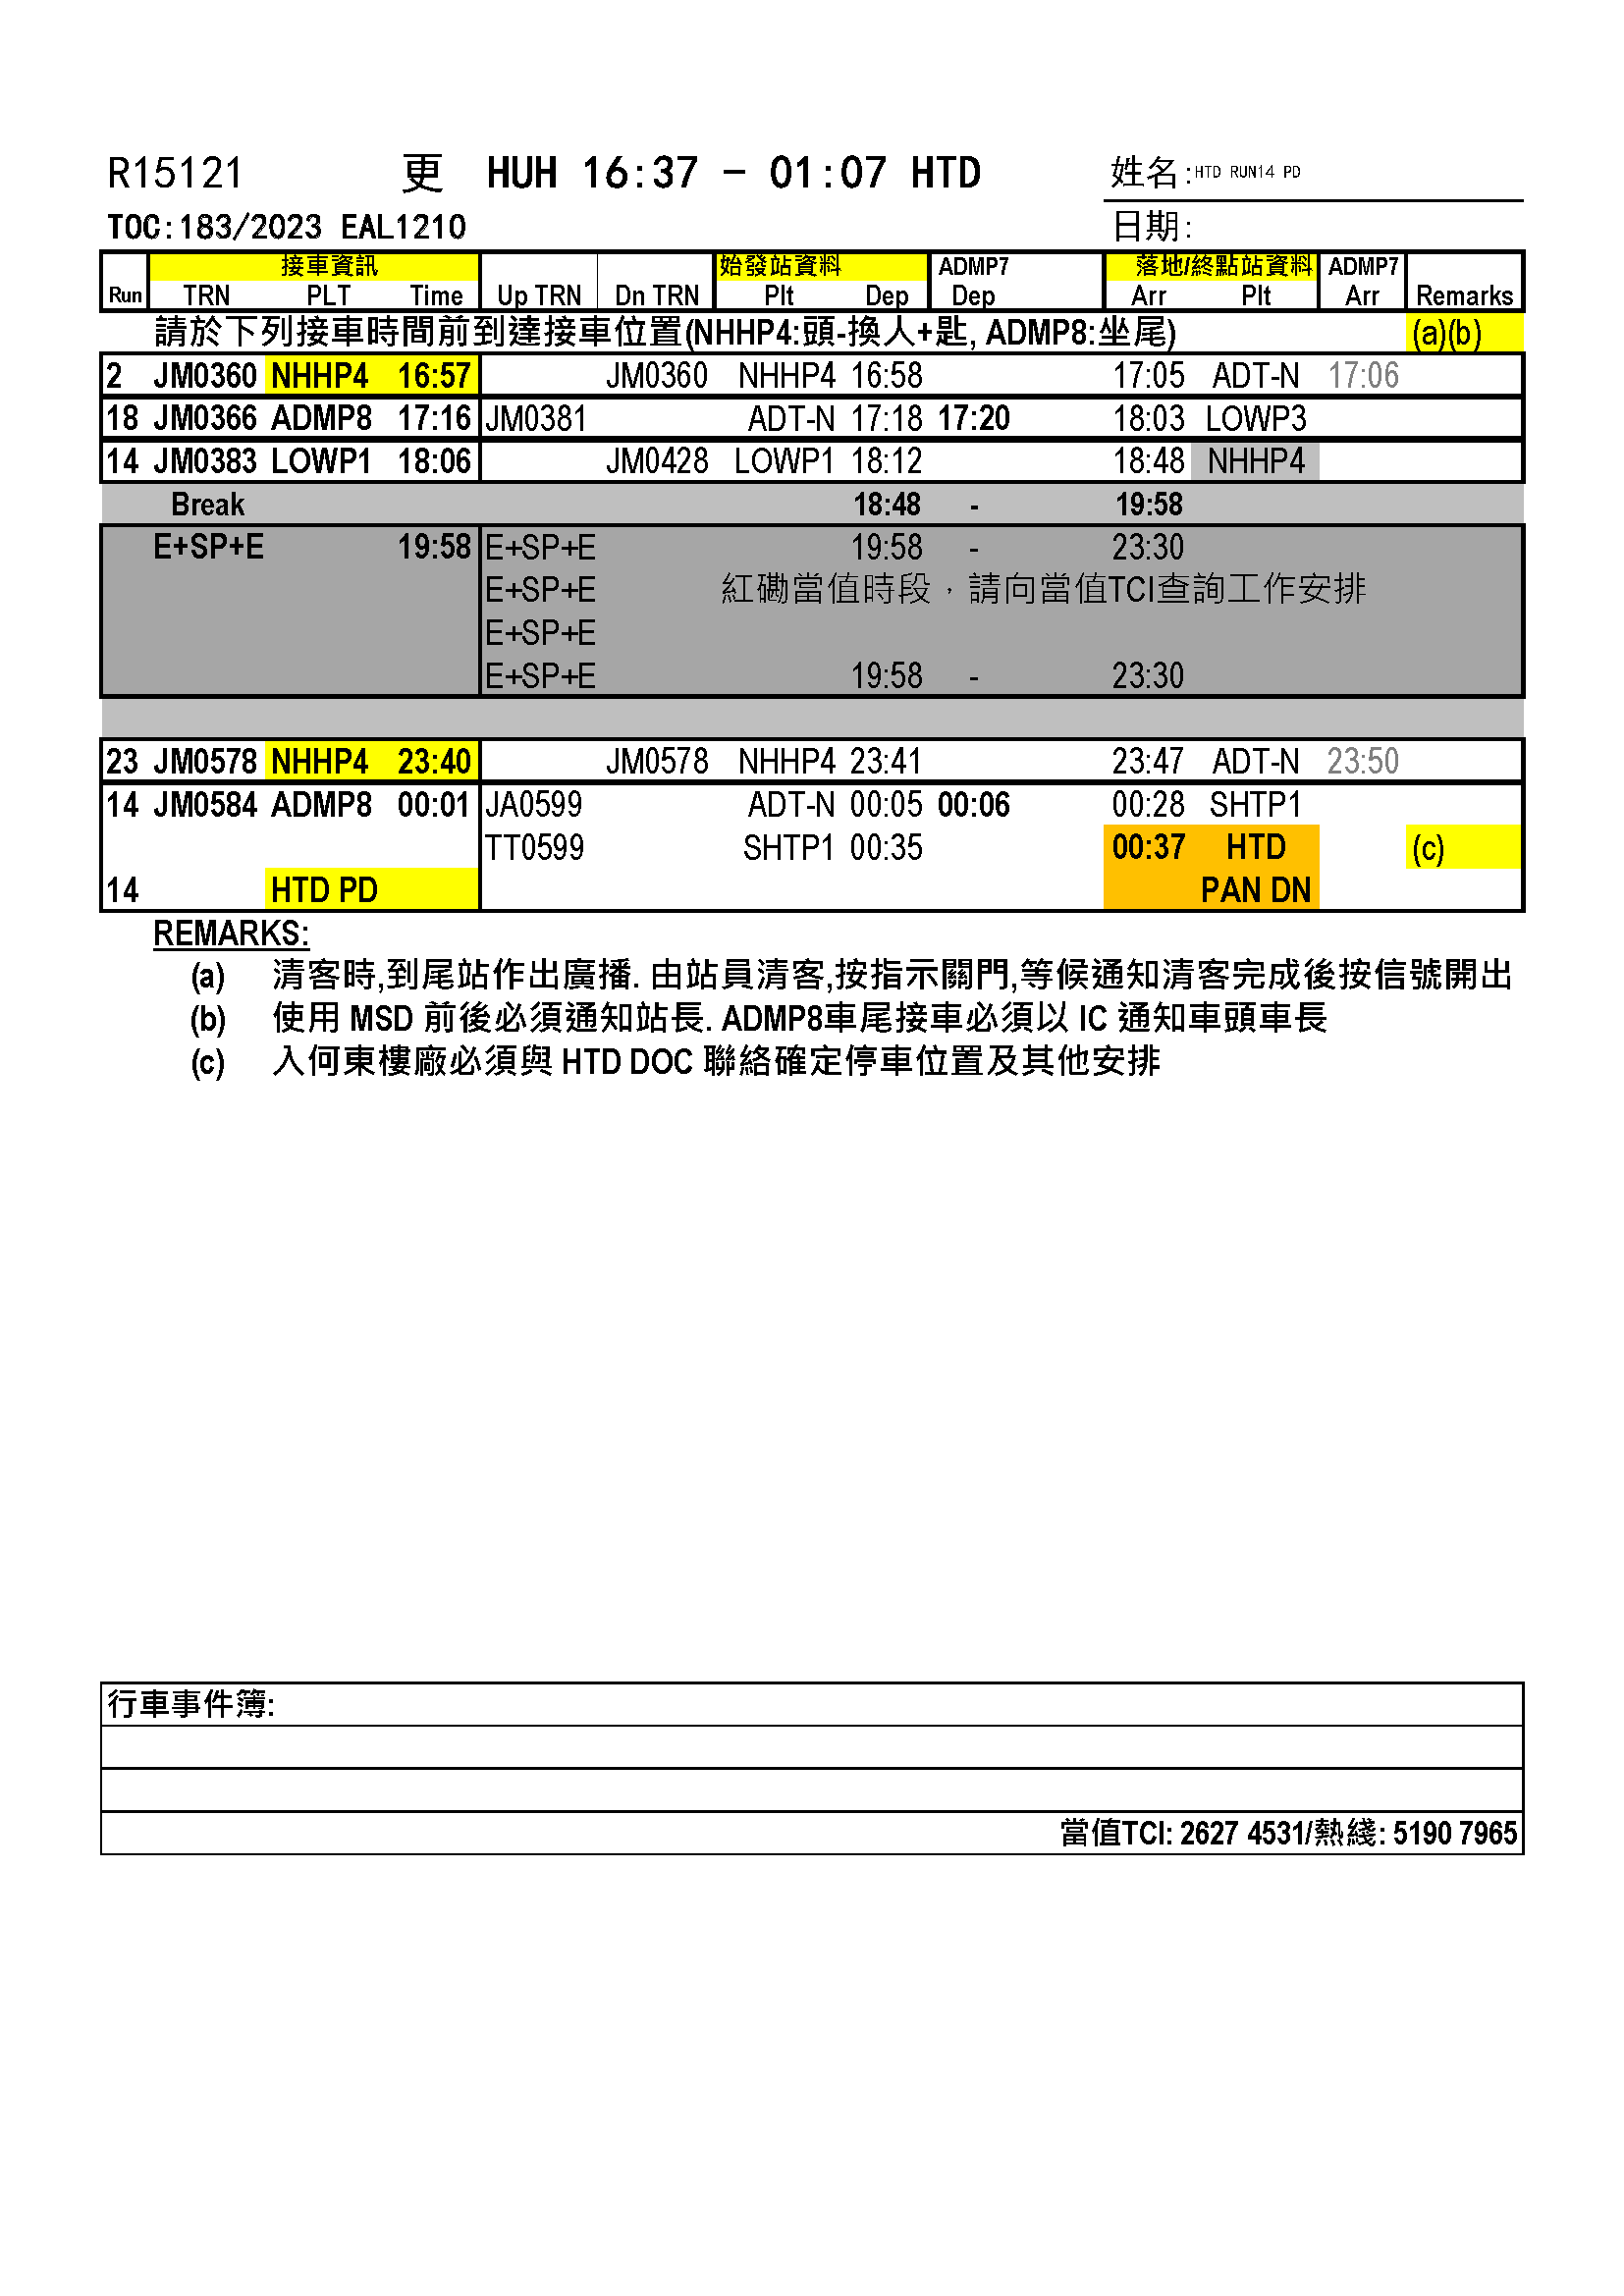 R15121 更 HUH 16:37 - 01:07 HTD 姓名:HTD RUN14 PD
TOC:183/2023 EAL1210 日期:
接車資訊 始發站資料 ADMP7 落地/終點站資料 ADMP7
Run TRN PLT Time Up TRN Dn TRN Plt Dep Dep Arr Plt Arr Remarks
請於下列接車時間前到達接車位置(NHHP4:頭-換人+匙, ADMP8:坐尾) (a)(b)
2 JM0360 NHHP4 16:57 JM0360 NHHP4 16:58 17:05 ADT-N 17:06
18 JM0366 ADMP8 17:16 JM0381 ADT-N 17:18 17:20 18:03 LOWP3
14 JM0383 LOWP1 18:06 JM0428 LOWP1 18:12 18:48 NHHP4
Break 18:48 - 19:58
E+SP+E 19:58 E+SP+E 19:58 - 23:30
E+SP+E 紅磡當值時段，請向當值TCI查詢工作安排
E+SP+E
E+SP+E 19:58 - 23:30
23 JM0578 NHHP4 23:40 JM0578 NHHP4 23:41 23:47 ADT-N 23:50
14 JM0584 ADMP8 00:01 JA0599 ADT-N 00:05 00:06 00:28 SHTP1
TT0599 SHTP1 00:35 00:37 HTD (c)
14 HTD PD PAN DN
REMARKS:
(a) 清客時,到尾站作出廣播. 由站員清客,按指示關門,等候通知清客完成後按信號開出
(b) 使用 MSD 前後必須通知站長. ADMP8車尾接車必須以 IC 通知車頭車長
(c) 入何東樓廠必須與 HTD DOC 聯絡確定停車位置及其他安排
行車事件簿:
當值TCI: 2627 4531/熱綫: 5190 7965